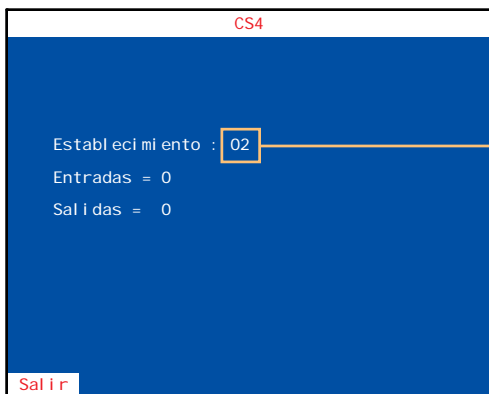 CS4
Establecimiento : 02
Entradas = 0
Salidas = 0
Salir